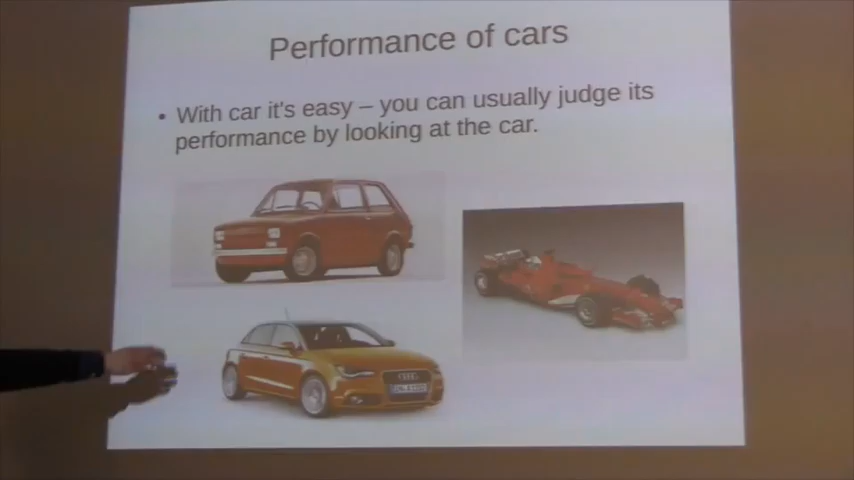 Performance of cars
• With car it's easy – you can usually judge its
performance by looking at the car.